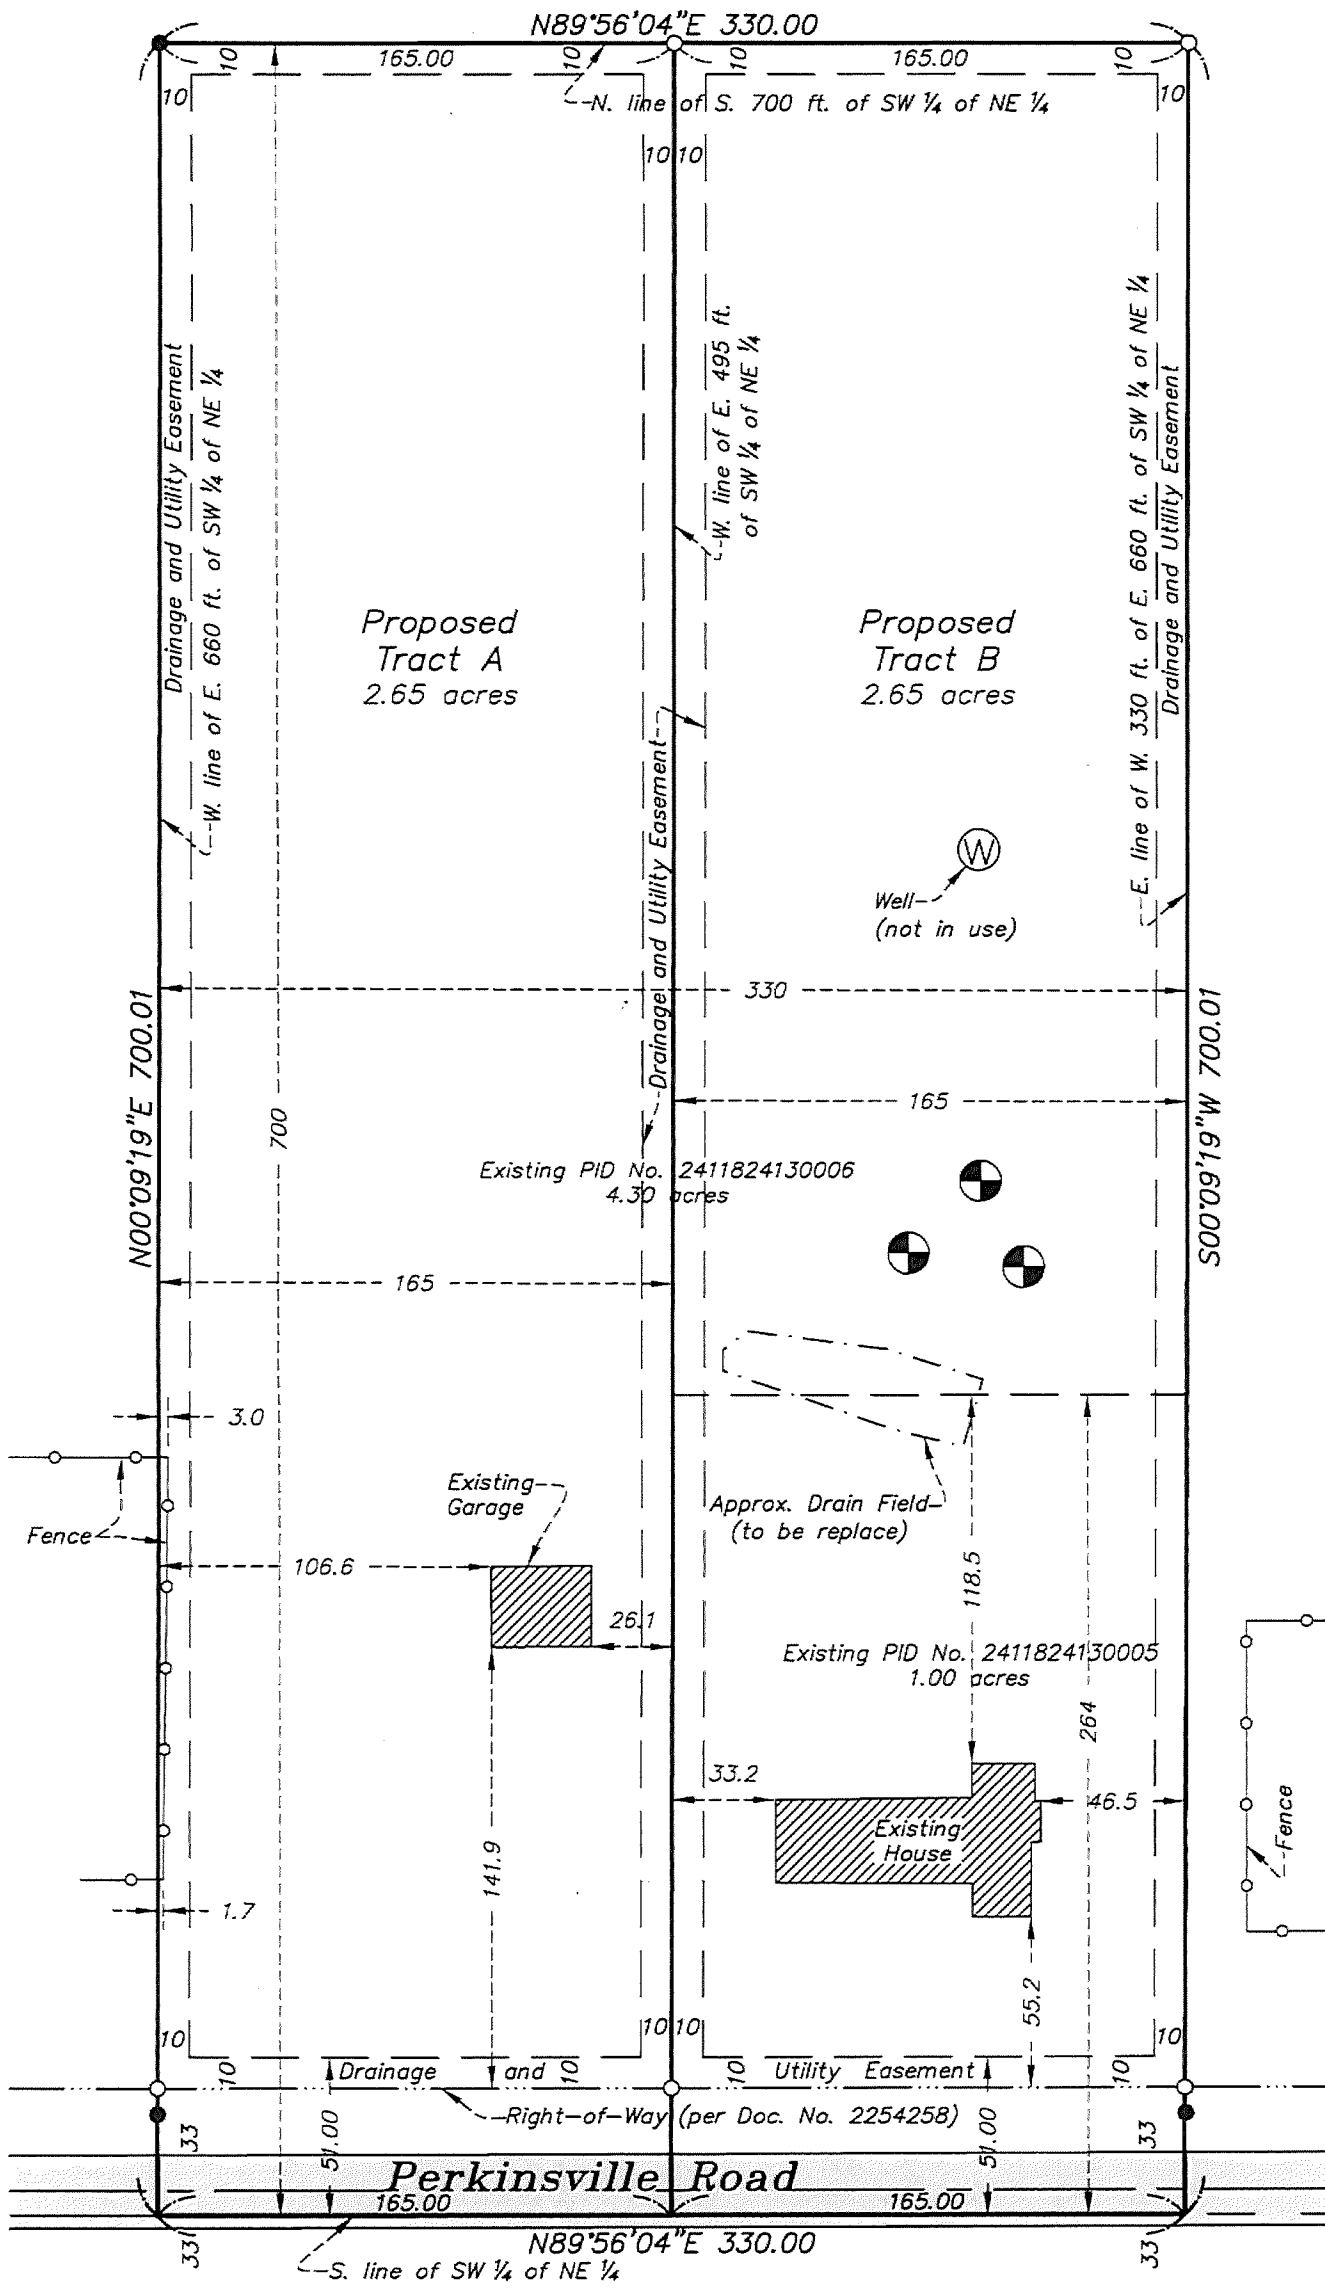 N89°56'04"E 330.00
10
165.00
10
10
165.00
10
10
10
N. line of S. 700 ft. of SW ¼ of NE ¼
10
10
Drainage and Utility Easement
W. line of E. 660 ft. of SW ¼ of NE ¼
W. line of E. 495 ft.
of SW ¼ of NE ¼
E. line of W. 330 ft. of E. 660 ft. of SW ¼ of NE ¼
Drainage and Utility Easement
Proposed
Tract A
2.65 acres
Proposed
Tract B
2.65 acres
Drainage and Utility Easement
W
Well
(not in use)
330
N00°09'19"E 700.01
S00°09'19"W 700.01
700
165
Existing PID No. 2411824130006
4.30 acres
165
3.0
Existing
Garage
Approx. Drain Field
(to be replace)
Fence
106.6
118.5
26.1
Existing PID No. 2411824130005
1.00 acres
264
33.2
46.5
Existing
House
Fence
141.9
1.7
55.2
10
10
10
10
10
Drainage and
10
10
Utility Easement
10
Right-of-Way (per Doc. No. 2254258)
33
51.00
51.00
33
Perkinsville Road
165.00
165.00
N89°56'04"E 330.00
33
33
S. line of SW ¼ of NE ¼